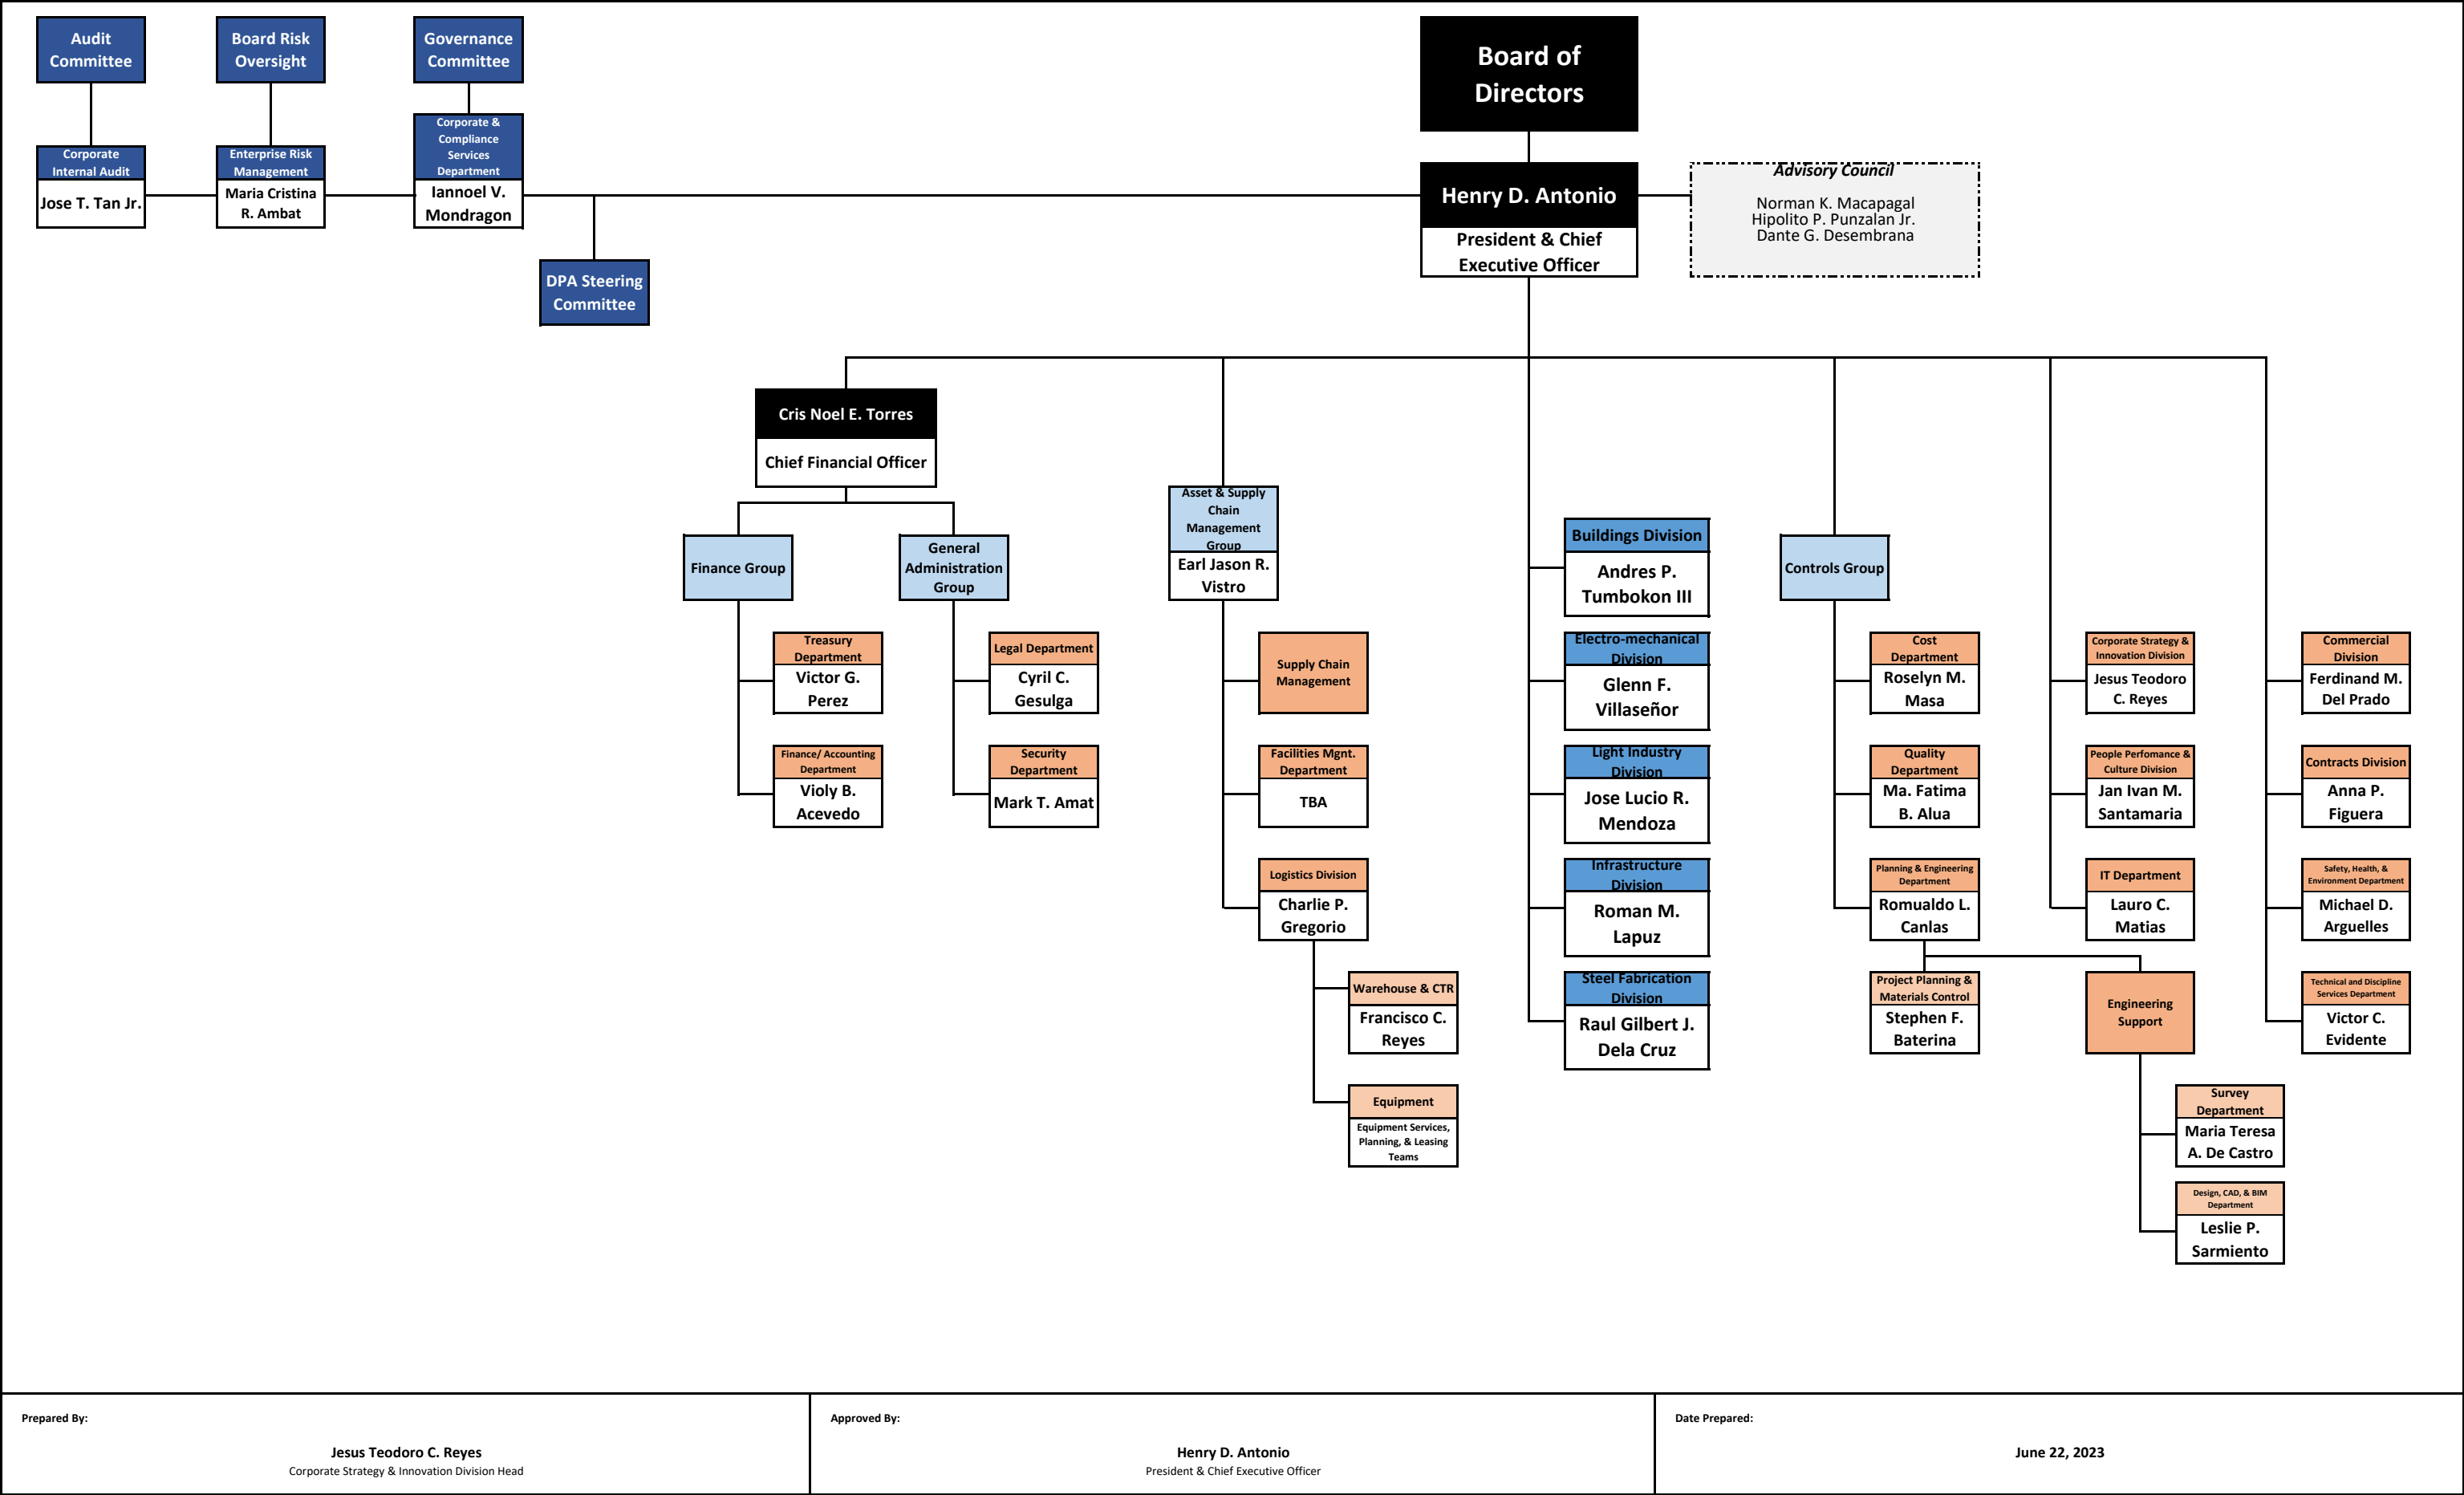 Audit
Committee
Board Risk
Oversight
Governance
Committee
Board of
Directors
Corporate
Internal Audit
Jose T. Tan Jr.
Enterprise Risk
Management
Maria Cristina
R. Ambat
Corporate &
Compliance
Services
Department
Iannoel V.
Mondragon
DPA Steering
Committee
Henry D. Antonio
President & Chief
Executive Officer
Advisory Council
Norman K. Macapagal
Hipolito P. Punzalan Jr.
Dante G. Desembrana
Cris Noel E. Torres
Chief Financial Officer
Finance Group
Treasury
Department
Victor G.
Perez
Finance/ Accounting
Department
Violy B.
Acevedo
General
Administration
Group
Legal Department
Cyril C.
Gesulga
Security
Department
Mark T. Amat
Asset & Supply
Chain
Management
Group
Earl Jason R.
Vistro
Supply Chain
Management
Facilities Mgnt.
Department
TBA
Logistics Division
Charlie P.
Gregorio
Warehouse & CTR
Francisco C.
Reyes
Equipment
Equipment Services,
Planning, & Leasing
Teams
Buildings Division
Andres P.
Tumbokon III
Electro-mechanical
Division
Glenn F.
Villaseñor
Light Industry
Division
Jose Lucio R.
Mendoza
Infrastructure
Division
Roman M.
Lapuz
Steel Fabrication
Division
Raul Gilbert J.
Dela Cruz
Controls Group
Cost
Department
Roselyn M.
Masa
Quality
Department
Ma. Fatima
B. Alua
Planning & Engineering
Department
Romualdo L.
Canlas
Project Planning &
Materials Control
Stephen F.
Baterina
Engineering
Support
Survey
Department
Maria Teresa
A. De Castro
Design, CAD, & BIM
Department
Leslie P.
Sarmiento
Corporate Strategy &
Innovation Division
Jesus Teodoro
C. Reyes
People Perfomance &
Culture Division
Jan Ivan M.
Santamaria
IT Department
Lauro C.
Matias
Commercial
Division
Ferdinand M.
Del Prado
Contracts Division
Anna P.
Figuera
Safety, Health, &
Environment Department
Michael D.
Arguelles
Technical and Discipline
Services Department
Victor C.
Evidente
Prepared By:
Jesus Teodoro C. Reyes
Corporate Strategy & Innovation Division Head
Approved By:
Henry D. Antonio
President & Chief Executive Officer
Date Prepared:
June 22, 2023